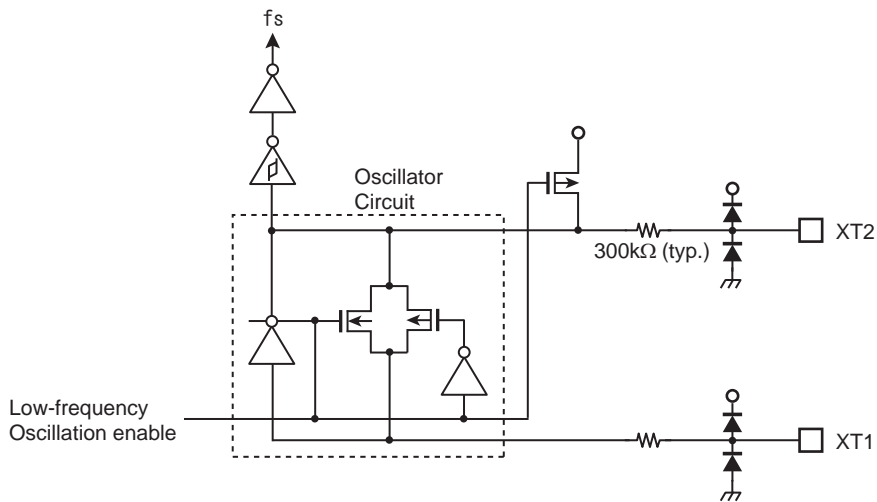 fs
Oscillator
Circuit
300kΩ (typ.)
XT2
Low-frequency
Oscillation enable
XT1